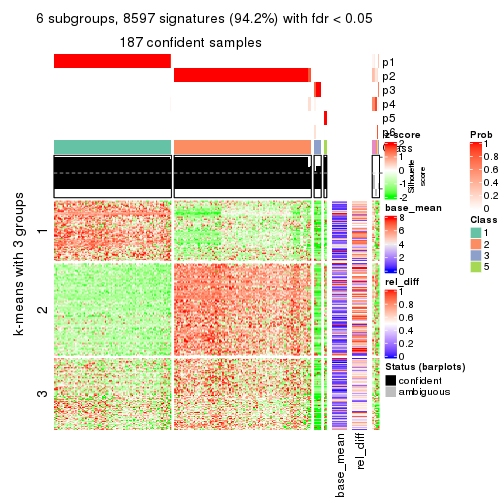 6 subgroups, 8597 signatures (94.2%) with fdr < 0.05
187 confident samples
p1
p2
p3
p4
p5
p6
Class
Silhouette
score
k-means with 3 groups
1
2
3
base_mean
rel_diff
z-score
2
1
0
-1
-2
base_mean
8
6
4
2
0
rel_diff
1
0.8
0.6
0.4
0.2
0
Status (barplots)
confident
ambiguous
Prob
1
0.8
0.6
0.4
0.2
0
Class
1
2
3
5